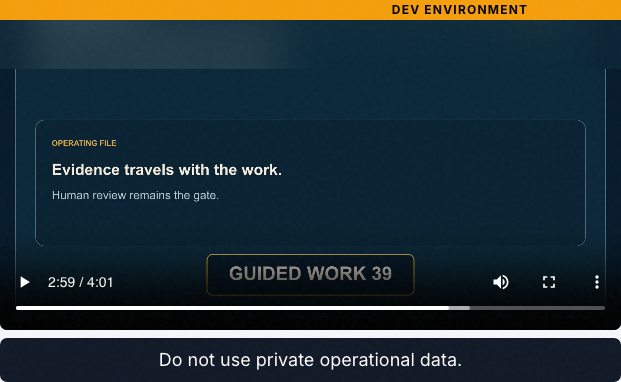 DEV ENVIRONMENT
OPERATING FILE
Evidence travels with the work.
Human review remains the gate.
GUIDED WORK 39
2:59 / 4:01
Do not use private operational data.